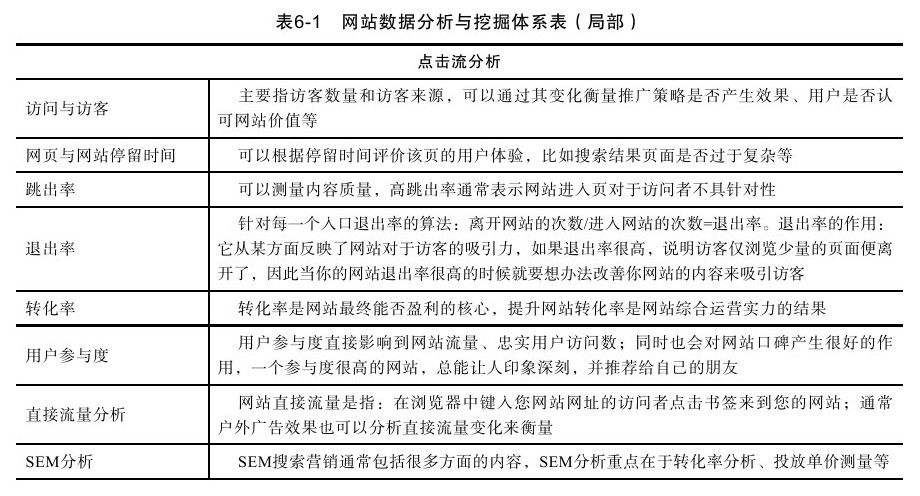 表6-1 网站数据分析与挖掘体系表（局部）
点击流分析
访问与访客
主要指访客数量和访客来源，可以通过其变化衡量推广策略是否产生效果、用户是否认
可网站价值等
网页与网站停留时间
可以根据停留时间评价该页的用户体验，比如搜索结果页面是否过于复杂等
跳出率
可以测量内容质量，高跳出率通常表示网站进入页对于访问者不具针对性
退出率
针对每一个入口退出率的算法：离开网站的次数/进入网站的次数=退出率。退出率的作用：
它从某方面反映了网站对于访客的吸引力，如果退出率很高，说明访客仅浏览少量的页面便离
开了，因此当你的网站退出率很高的时候就要想办法改善你网站的内容来吸引访客
转化率
转化率是网站最终能否盈利的核心，提升网站转化率是网站综合运营实力的结果
用户参与度
用户参与度直接影响到网站流量、忠实用户访问数；同时也会对网站口碑产生很好的作
用，一个参与度很高的网站，总能让人印象深刻，并推荐给自己的朋友
直接流量分析
网站直接流量是指：在浏览器中键入您网站网址的访问者点击书签来到您的网站；通常
户外广告效果也可以分析直接流量变化来衡量
SEM分析
SEM搜索营销通常包括很多方面的内容，SEM分析重点在于转化率分析、投放单价测量等